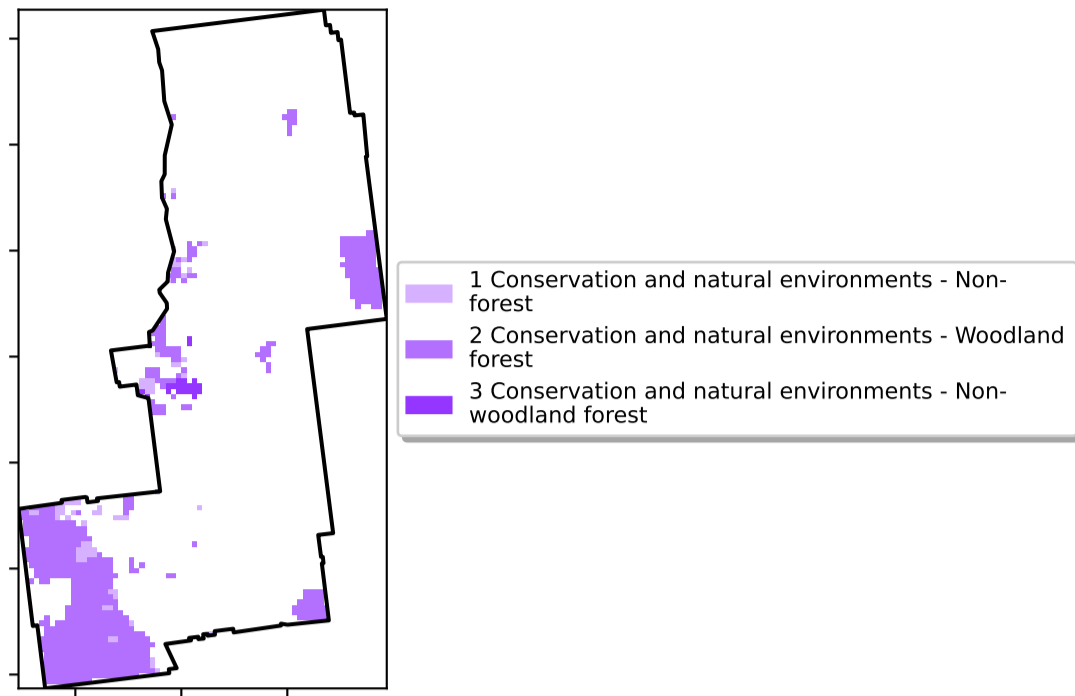 1 Conservation and natural environments - Non-
forest
2 Conservation and natural environments - Woodland
forest
3 Conservation and natural environments - Non-
woodland forest